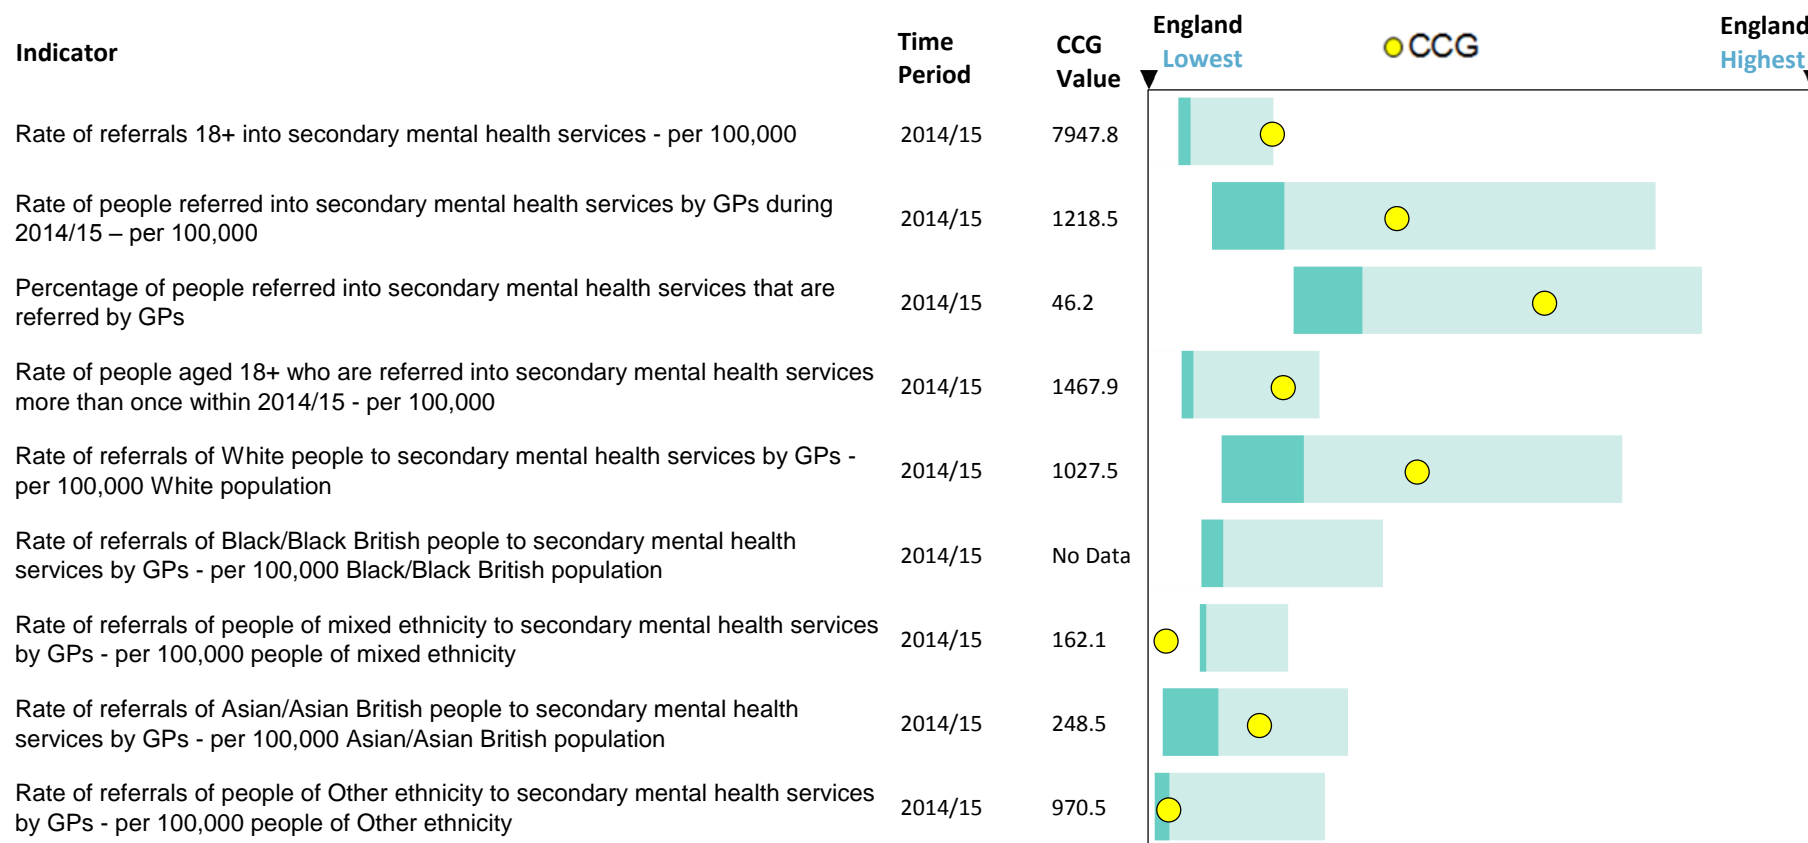 Indicator
Time Period
CCG Value
England Lowest
CCG
England Highest
Rate of referrals 18+ into secondary mental health services - per 100,000
2014/15
7947.8
Rate of people referred into secondary mental health services by GPs during
2014/15 – per 100,000
2014/15
1218.5
Percentage of people referred into secondary mental health services that are
referred by GPs
2014/15
46.2
Rate of people aged 18+ who are referred into secondary mental health services
more than once within 2014/15 - per 100,000
2014/15
1467.9
Rate of referrals of White people to secondary mental health services by GPs -
per 100,000 White population
2014/15
1027.5
Rate of referrals of Black/Black British people to secondary mental health
services by GPs - per 100,000 Black/Black British population
2014/15
No Data
Rate of referrals of people of mixed ethnicity to secondary mental health services
by GPs - per 100,000 people of mixed ethnicity
2014/15
162.1
Rate of referrals of Asian/Asian British people to secondary mental health
services by GPs - per 100,000 Asian/Asian British population
2014/15
248.5
Rate of referrals of people of Other ethnicity to secondary mental health services
by GPs - per 100,000 people of Other ethnicity
2014/15
970.5